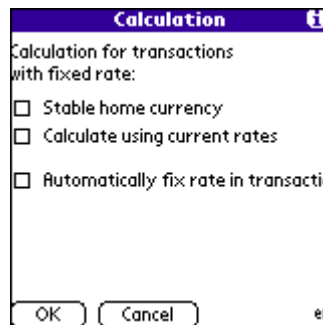 Calculation
Calculation for transactions
with fixed rate:
Stable home currency
Calculate using current rates
Automatically fix rate in transacti
OK
Cancel